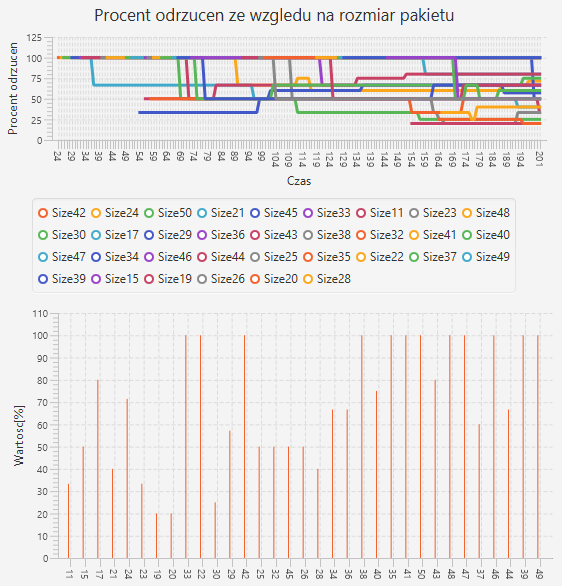 Procent odrzucen ze wzgledu na rozmiar pakietu
Procent odrzucen
125
100
75
50
25
0
24 29 34 39 44 49 54 59 64 69 74 79 84 89 94 99 104 109 114 119 124 129 134 139 144 149 154 159 164 169 174 179 184 189 194 201
Czas
Size42 Size24 Size50 Size21 Size45 Size33 Size11 Size23 Size48
Size30 Size17 Size29 Size36 Size43 Size38 Size32 Size41 Size40
Size47 Size34 Size46 Size44 Size25 Size35 Size22 Size37 Size49
Size39 Size15 Size19 Size26 Size20 Size28
Wartosc[%]
110
100
90
80
70
60
50
40
30
20
10
0
11 15 17 21 24 23 19 20 33 22 30 29 42 25 32 45 26 28 34 36 38 40 35 41 50 43 48 47 37 46 44 39 49